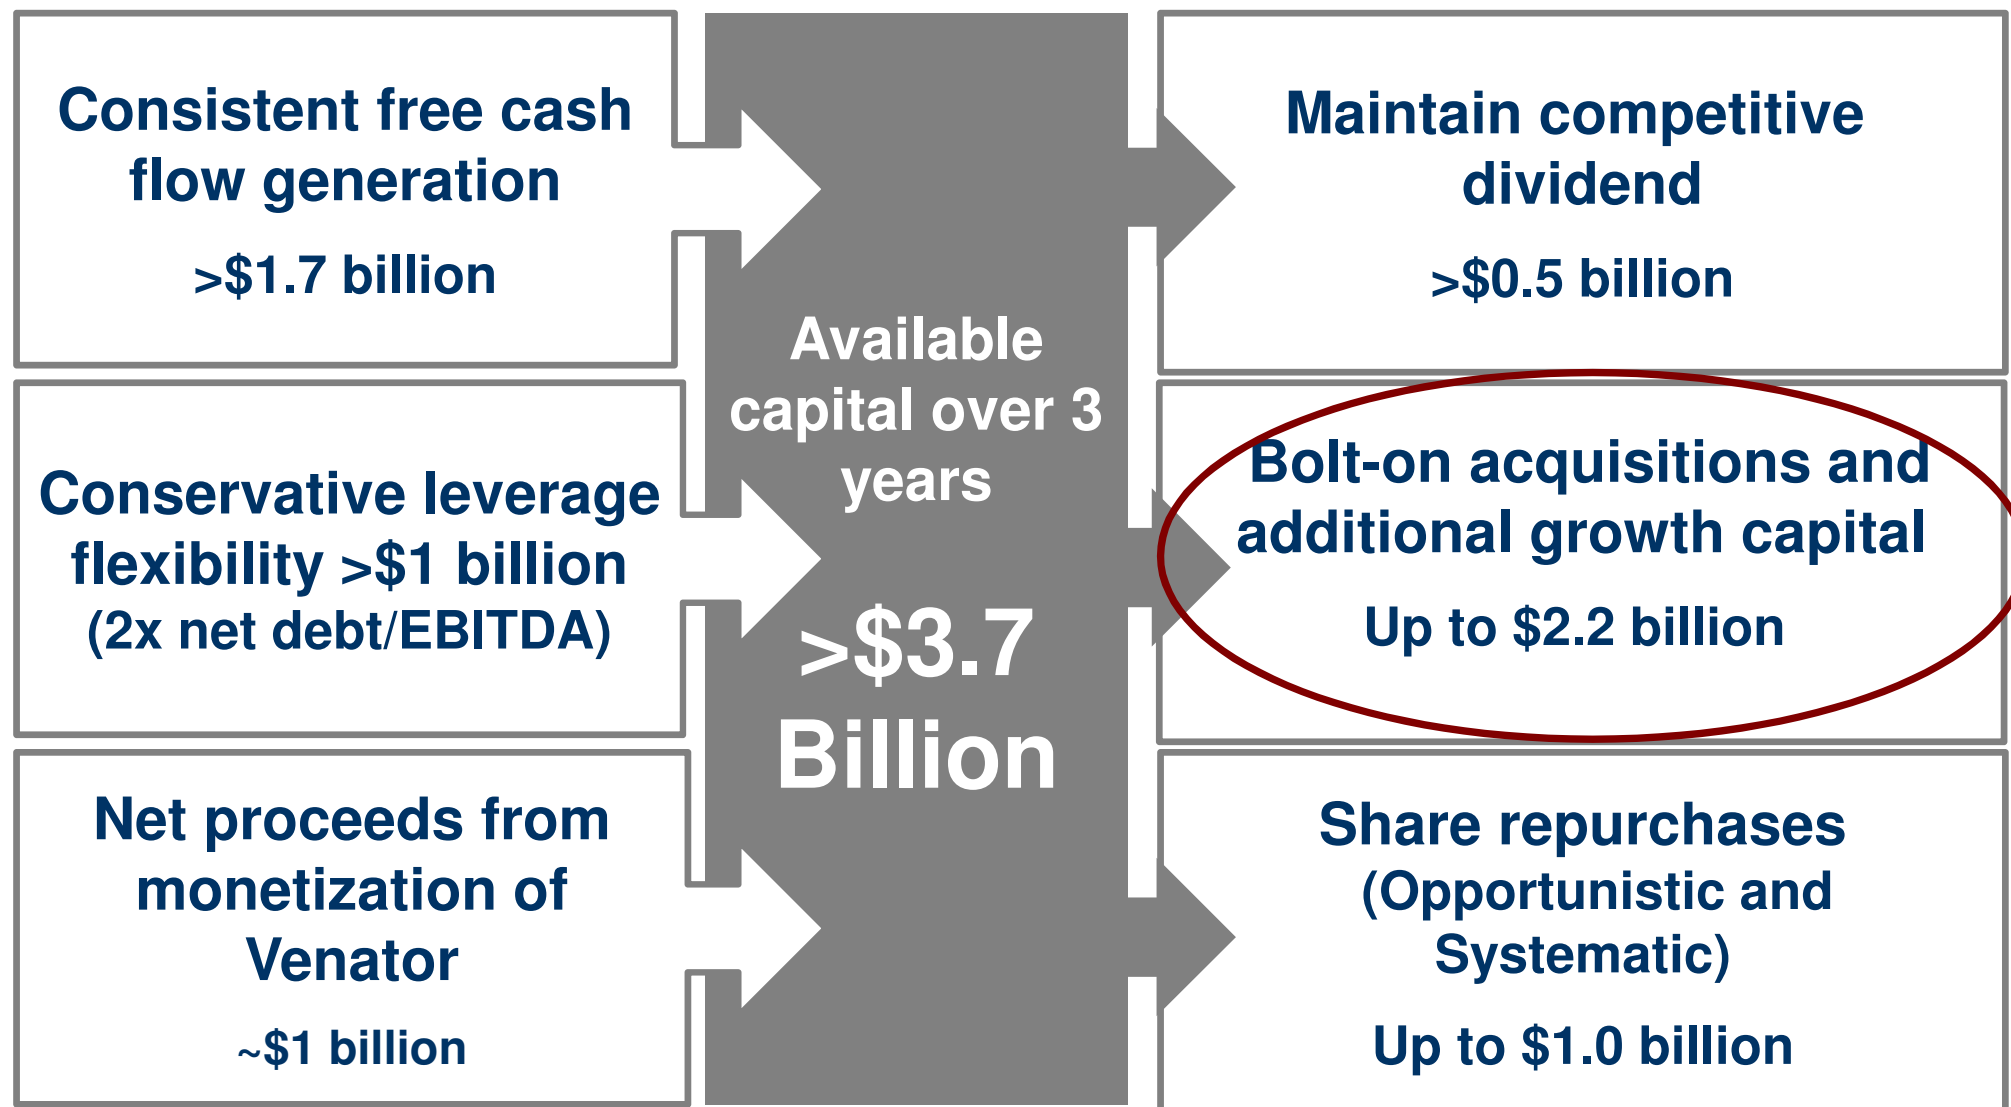 Consistent free cash
flow generation
>$1.7 billion
Conservative leverage
flexibility >$1 billion
(2x net debt/EBITDA)
Net proceeds from
monetization of
Venator
~$1 billion
Available
capital over 3
years
>$3.7
Billion
Maintain competitive
dividend
>$0.5 billion
Bolt-on acquisitions and
additional growth capital
Up to $2.2 billion
Share repurchases
(Opportunistic and
Systematic)
Up to $1.0 billion